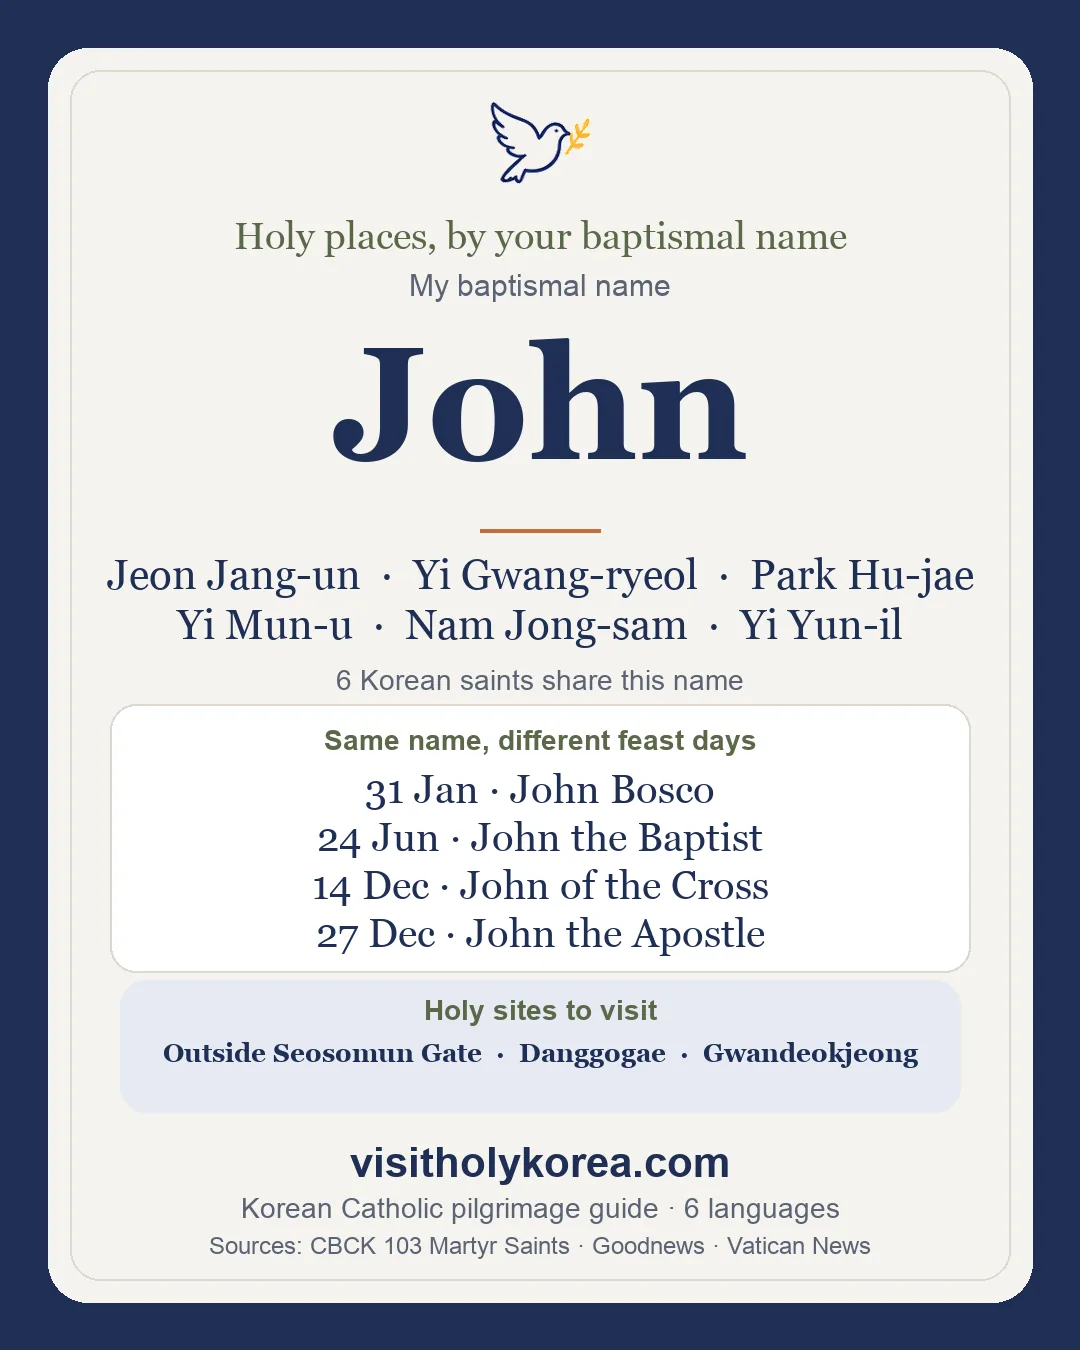 Holy places, by your baptismal name
My baptismal name
John
Jeon Jang-un · Yi Gwang-ryeol · Park Hu-jae
Yi Mun-u · Nam Jong-sam · Yi Yun-il
6 Korean saints share this name
Same name, different feast days
31 Jan · John Bosco
24 Jun · John the Baptist
14 Dec · John of the Cross
27 Dec · John the Apostle
Holy sites to visit
Outside Seosomun Gate · Danggogae · Gwandeokjeong
visitholykorea.com
Korean Catholic pilgrimage guide · 6 languages
Sources: CBCK 103 Martyr Saints · Goodnews · Vatican News